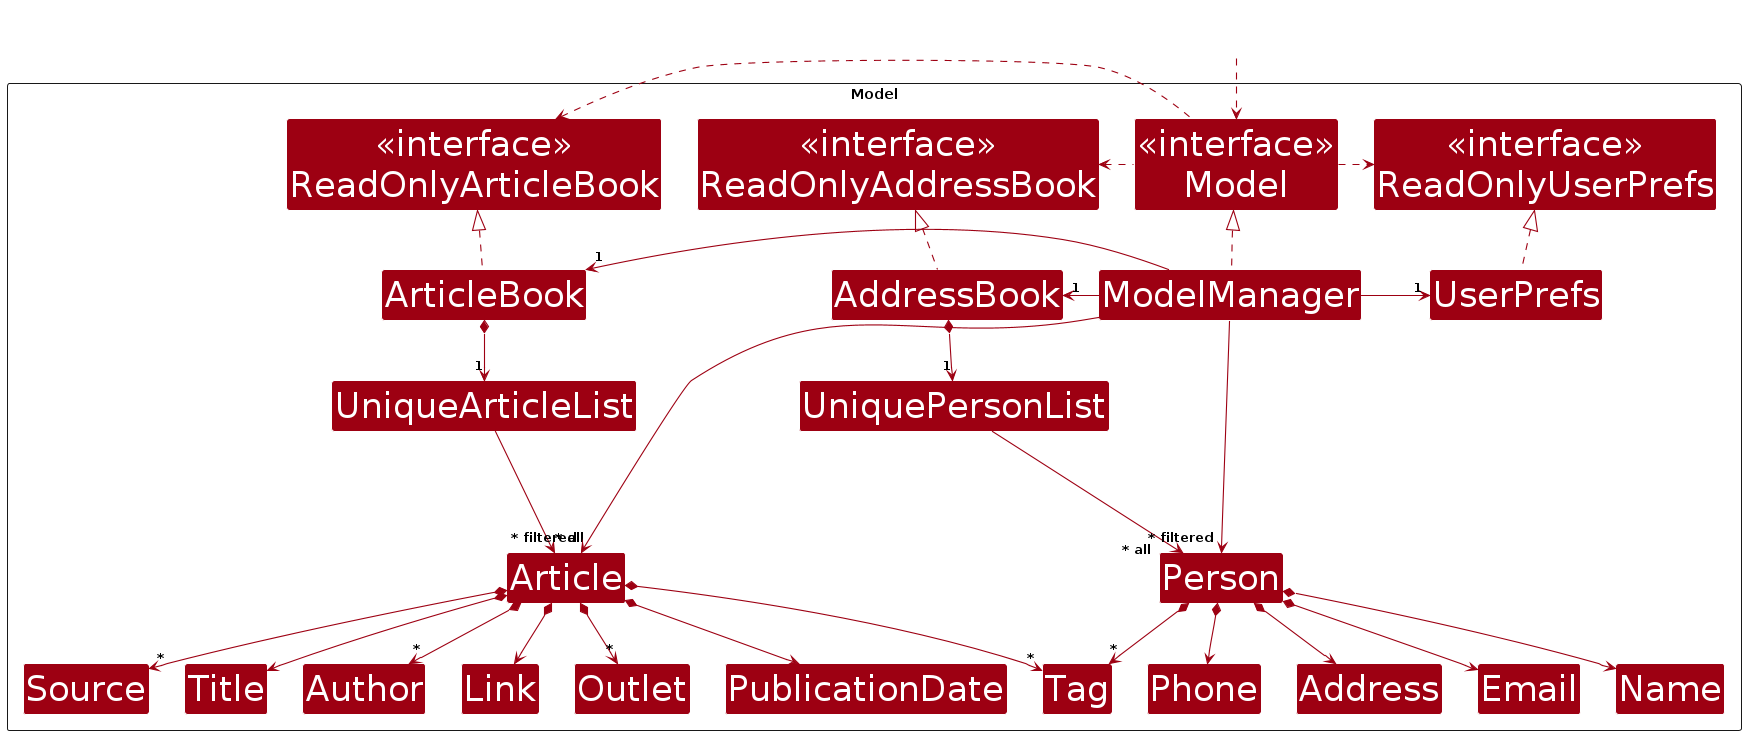 Model
«interface»
ReadOnlyArticleBook
«interface»
ReadOnlyAddressBook
«interface»
Model
«interface»
ReadOnlyUserPrefs
1
ArticleBook
AddressBook
1
ModelManager
1
UserPrefs
1
1
UniqueArticleList
UniquePersonList
* filtered
* all
* filtered
* all
Article
Person
*
*
*
*
*
Source
Title
Author
Link
Outlet
PublicationDate
Tag
Phone
Address
Email
Name